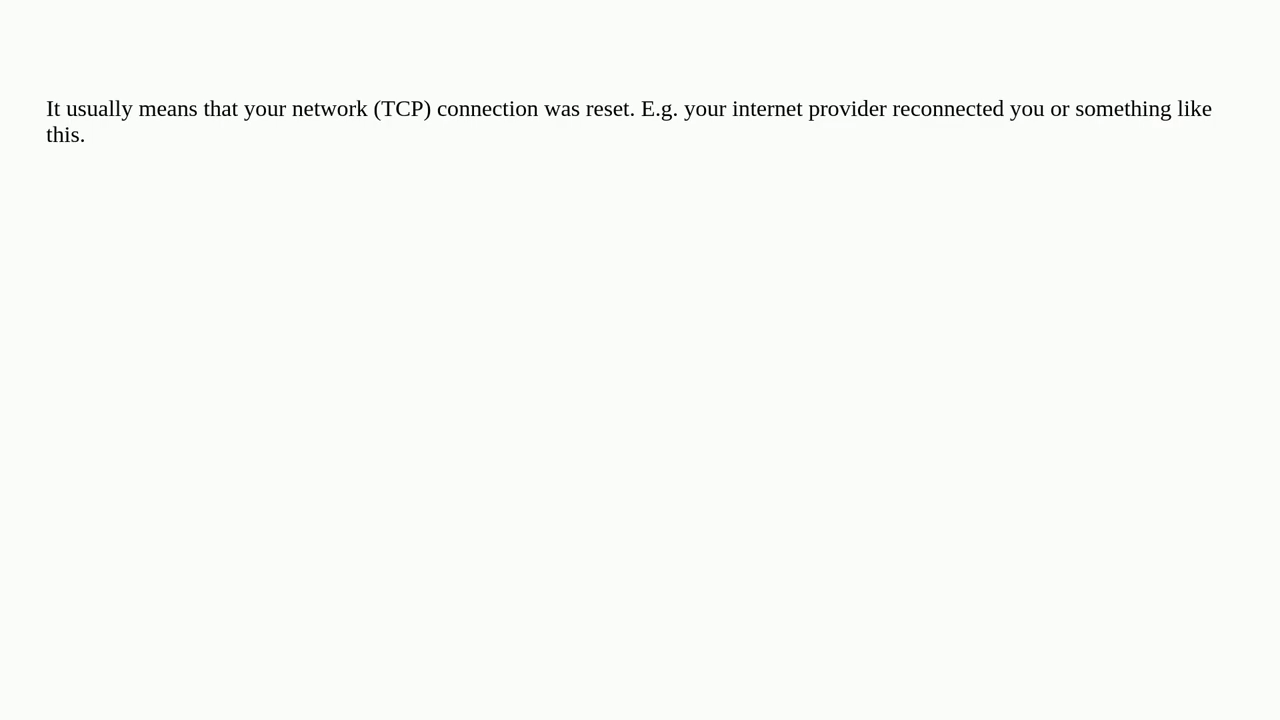 It usually means that your network (TCP) connection was reset. E.g. your internet provider reconnected you or something like
this.